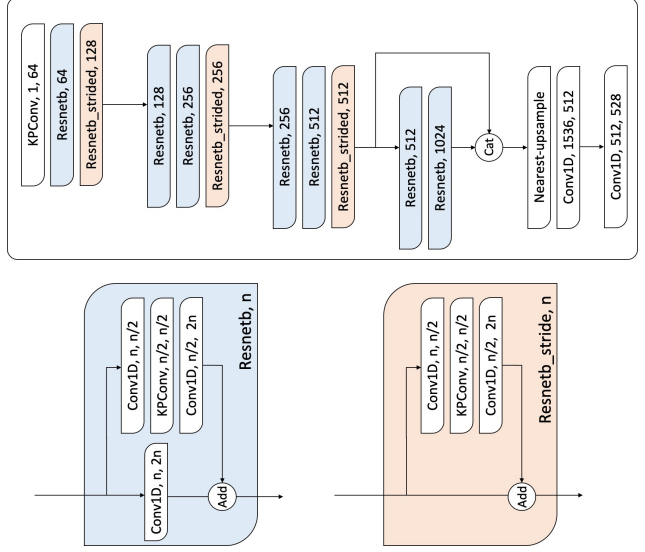 KPConv, 1, 64
Resnetb, 64
Resnetb_strided, 128
Resnetb, 128
Resnetb, 256
Resnetb_strided, 256
Resnetb, 256
Resnetb, 512
Resnetb_strided, 512
Resnetb, 512
Resnetb, 1024
Cat
Nearest-upsample
Conv1D, 1536, 512
Conv1D, 512, 528
Conv1D, n, 2n
Conv1D, n, n/2
KPConv, n/2, n/2
Conv1D, n/2, 2n
Add
Resnetb, n
Conv1D, n, n/2
KPConv, n/2, n/2
Conv1D, n/2, 2n
Add
Resnetb_stride, n